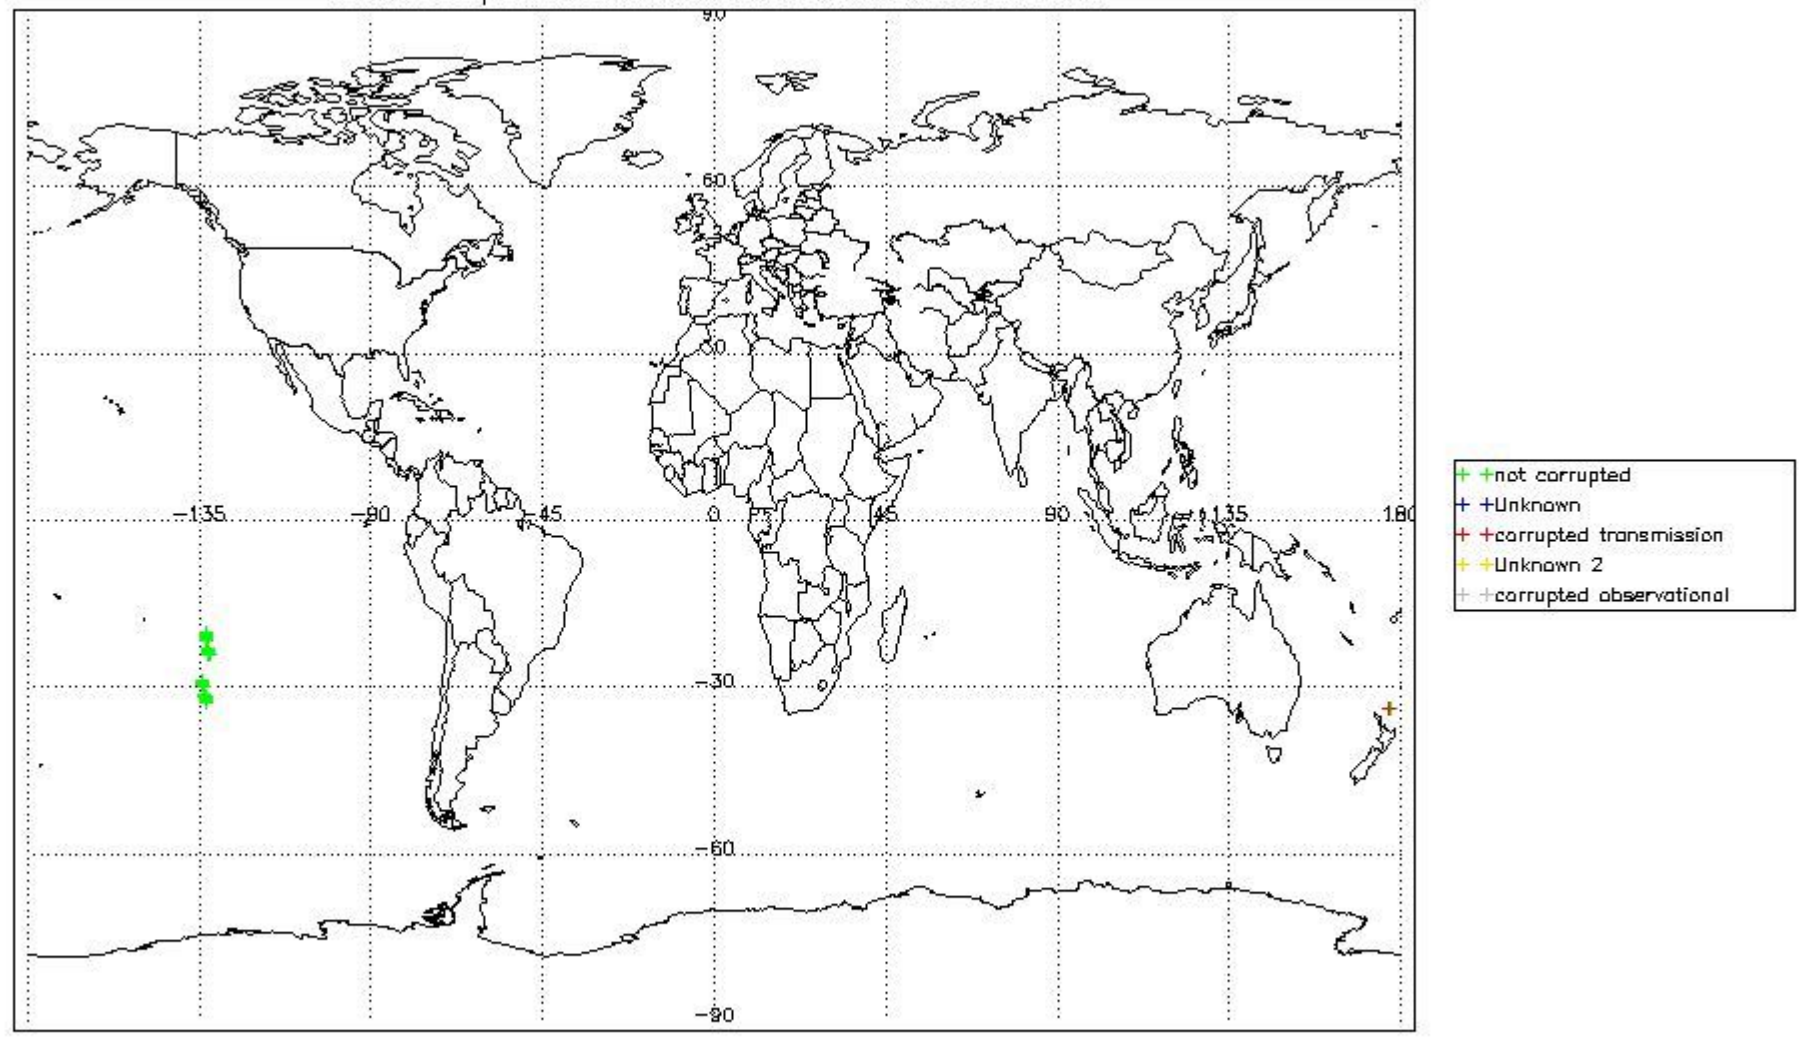 90
60
30
-135 -90 -45 0 45 90 135 180
-30
-60
-90
not corrupted
Unknown
corrupted transmission
Unknown 2
corrupted observational